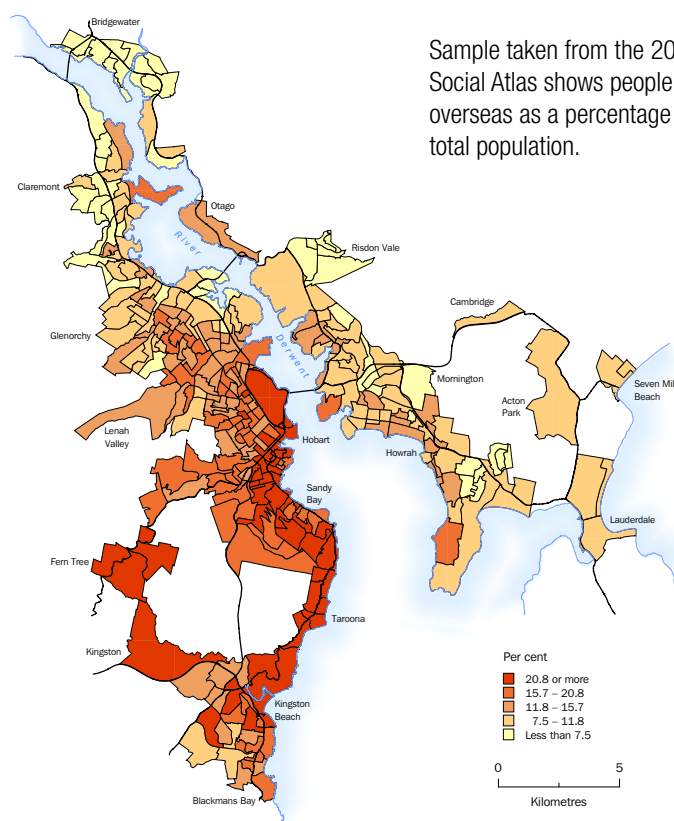 Bridgewater
Sample taken from the 20
Social Atlas shows people
overseas as a percentage
total population.
Claremont
Otago
River
Risdon Vale
Cambridge
Glenorchy
Derwent
Mornington
Seven Mil
Beach
Acton
Park
Lenah
Valley
Hobart
Howrah
Sandy
Bay
Lauderdale
Fern Tree
Taroona
Kingston
Per cent
20.8 or more
15.7 – 20.8
11.8 – 15.7
7.5 – 11.8
Less than 7.5
Kingston
Beach
0 5
Kilometres
Blackmans Bay